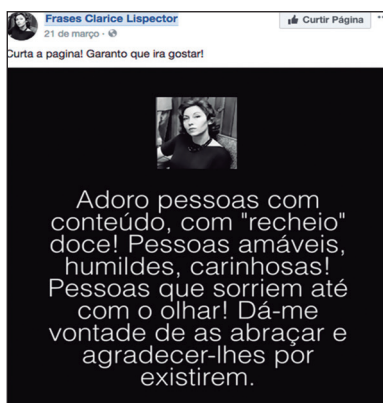 Frases Clarice Lispector
Curtir Página
21 de março ·
Curta a pagina! Garanto que ira gostar!
Adoro pessoas com
conteúdo, com "recheio"
doce! Pessoas amáveis,
humildes, carinhosas!
Pessoas que sorriem até
com o olhar! Dá-me
vontade de as abraçar e
agradecer-lhes por
existirem.